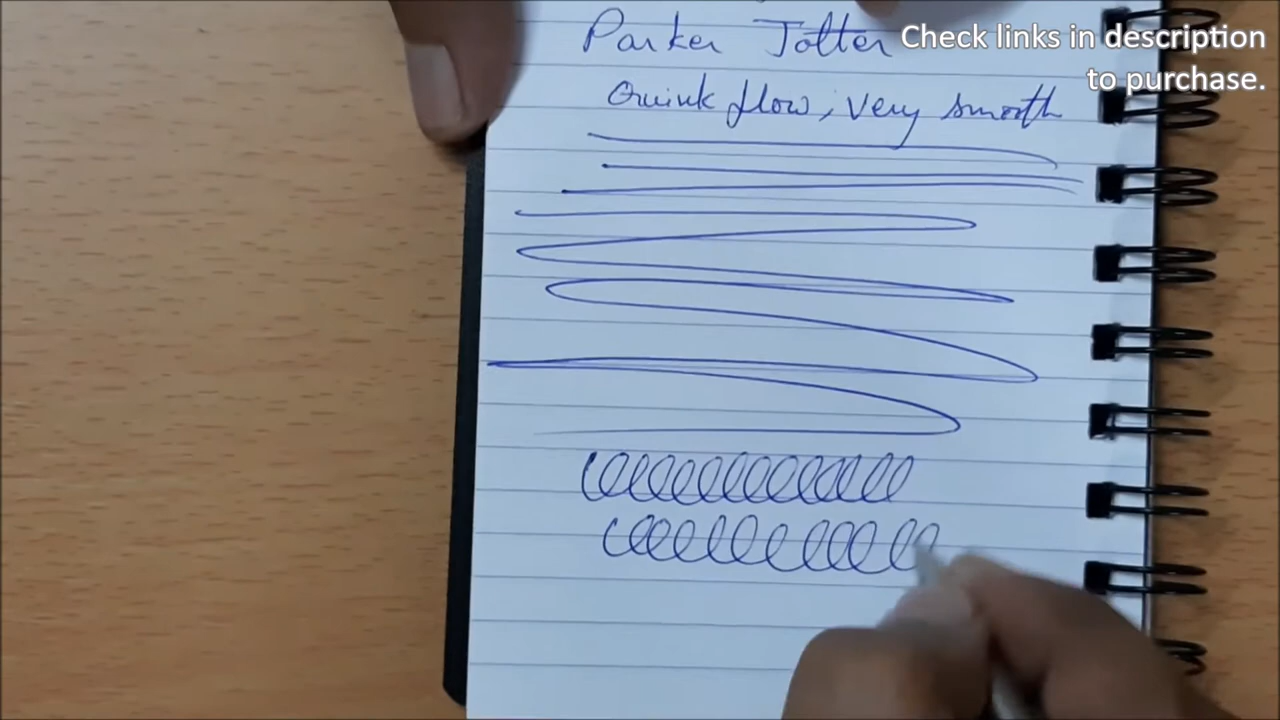 Parker Jotter
Quink flow, very smooth
Check links in description
to purchase.